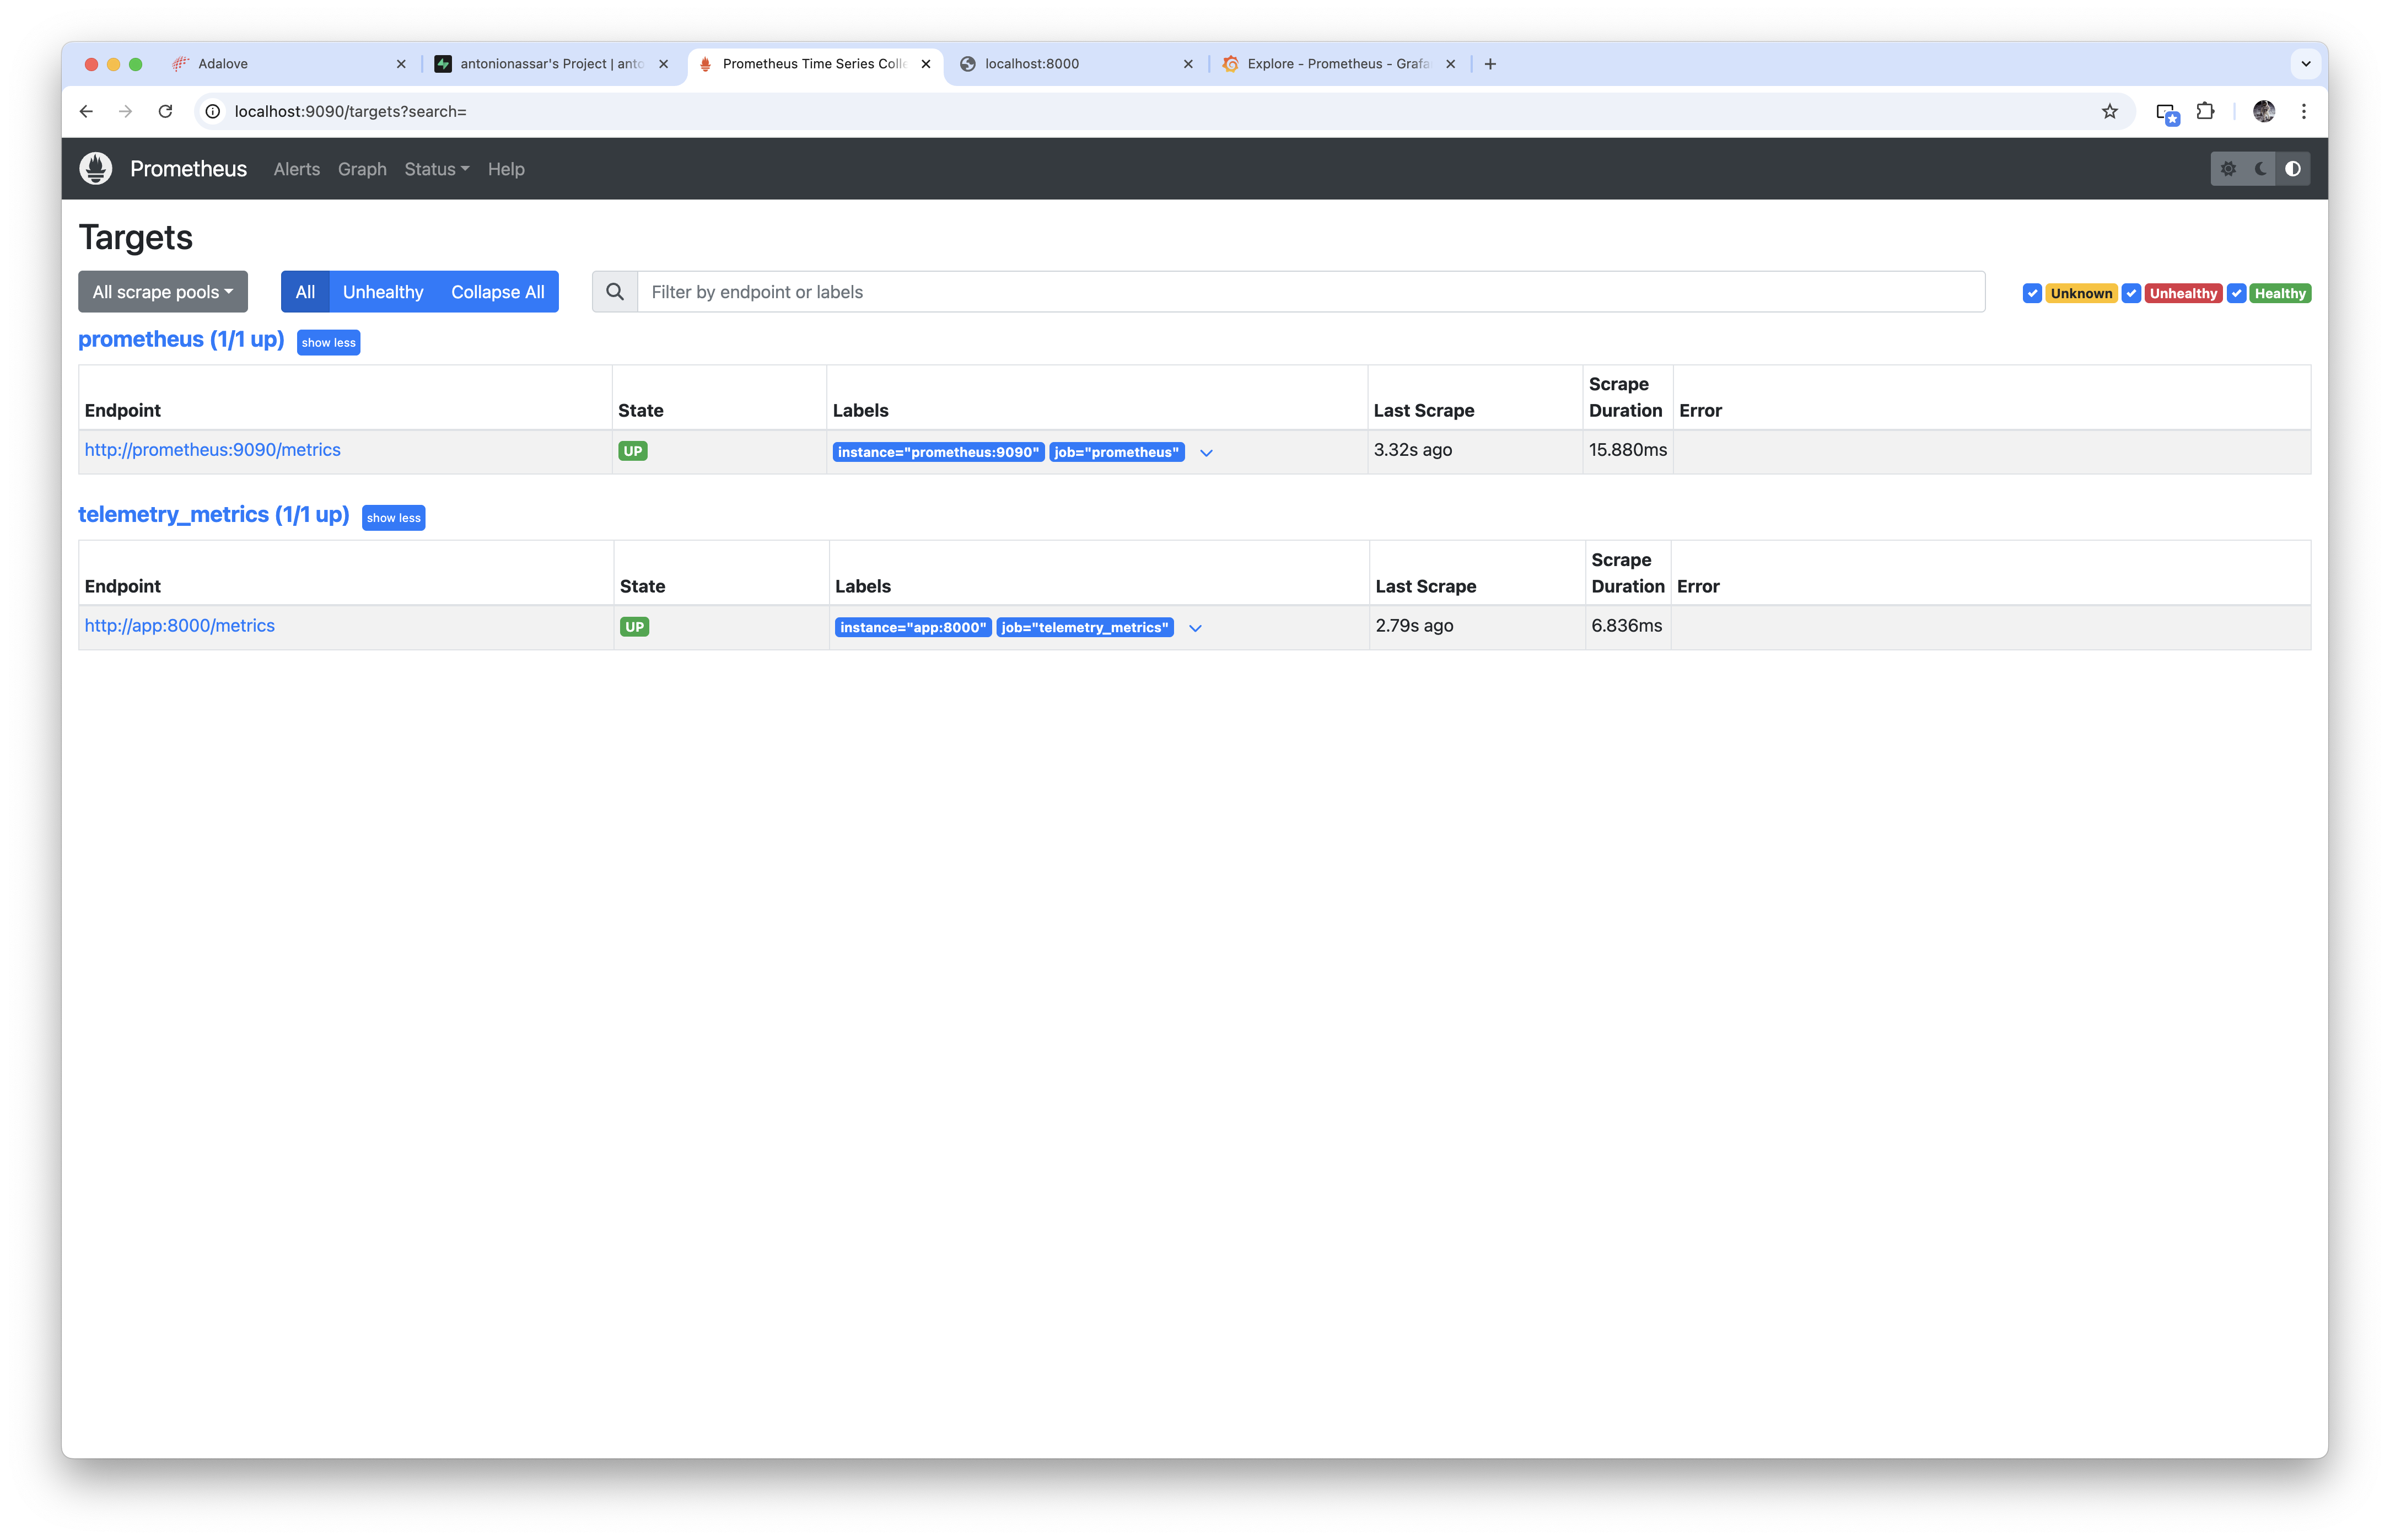 Adalove
antonionassar's Project | anto
Prometheus Time Series Colle
localhost:8000
Explore - Prometheus - Grafa
localhost:9090/targets?search=
Prometheus Alerts Graph Status Help
Targets
All scrape pools All Unhealthy Collapse All Filter by endpoint or labels Unknown Unhealthy Healthy
prometheus (1/1 up) show less
Endpoint State Labels Last Scrape Scrape Duration Error
http://prometheus:9090/metrics UP instance="prometheus:9090" job="prometheus" 3.32s ago 15.880ms
telemetry_metrics (1/1 up) show less
Endpoint State Labels Last Scrape Scrape Duration Error
http://app:8000/metrics UP instance="app:8000" job="telemetry_metrics" 2.79s ago 6.836ms